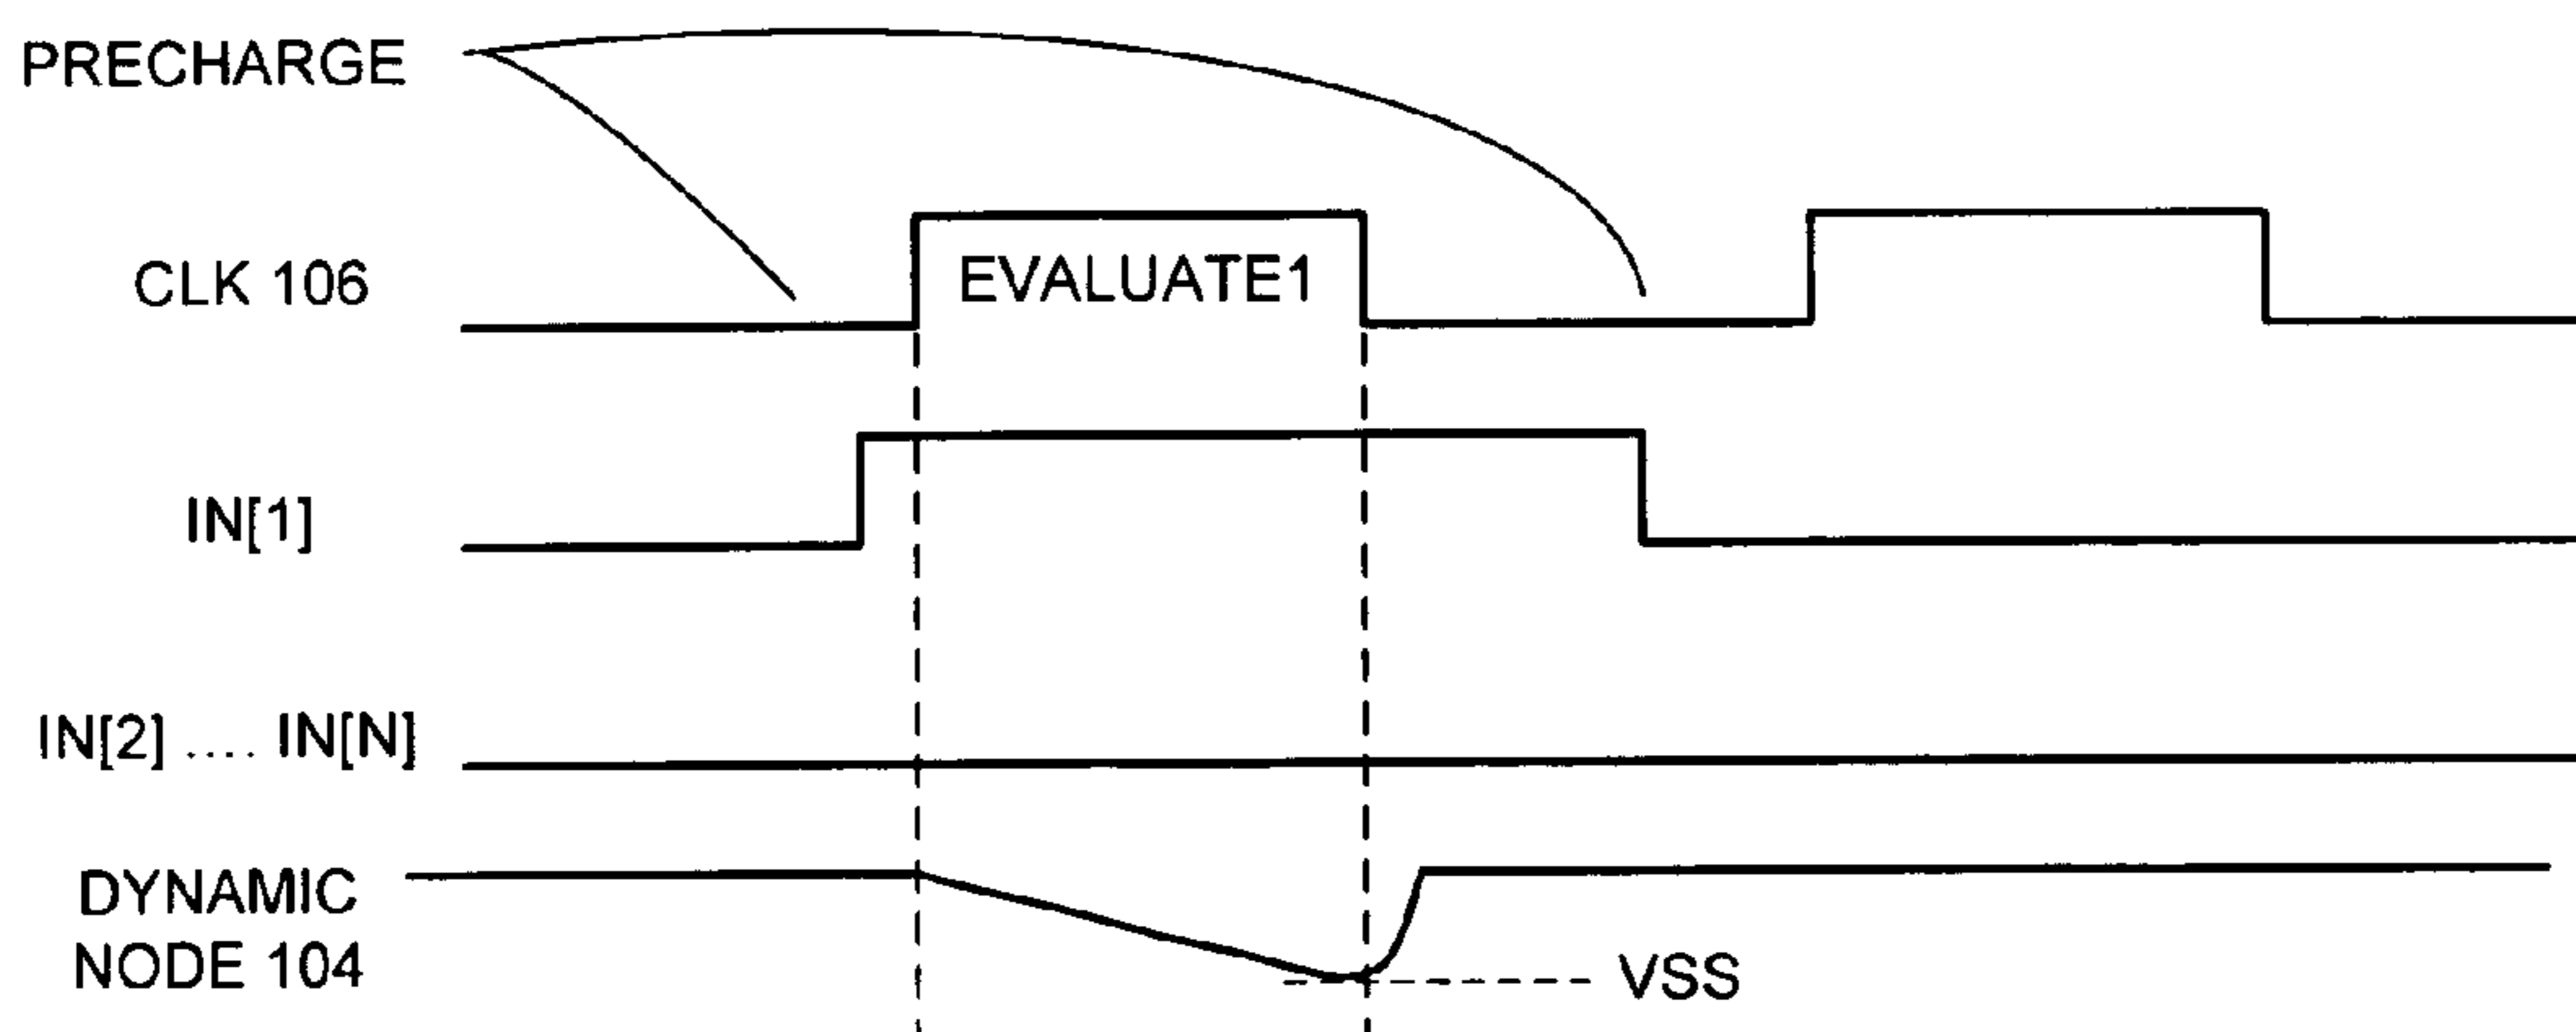 PRECHARGE
CLK 106
EVALUATE1
IN[1]
IN[2] .... IN[N]
DYNAMIC
NODE 104
VSS